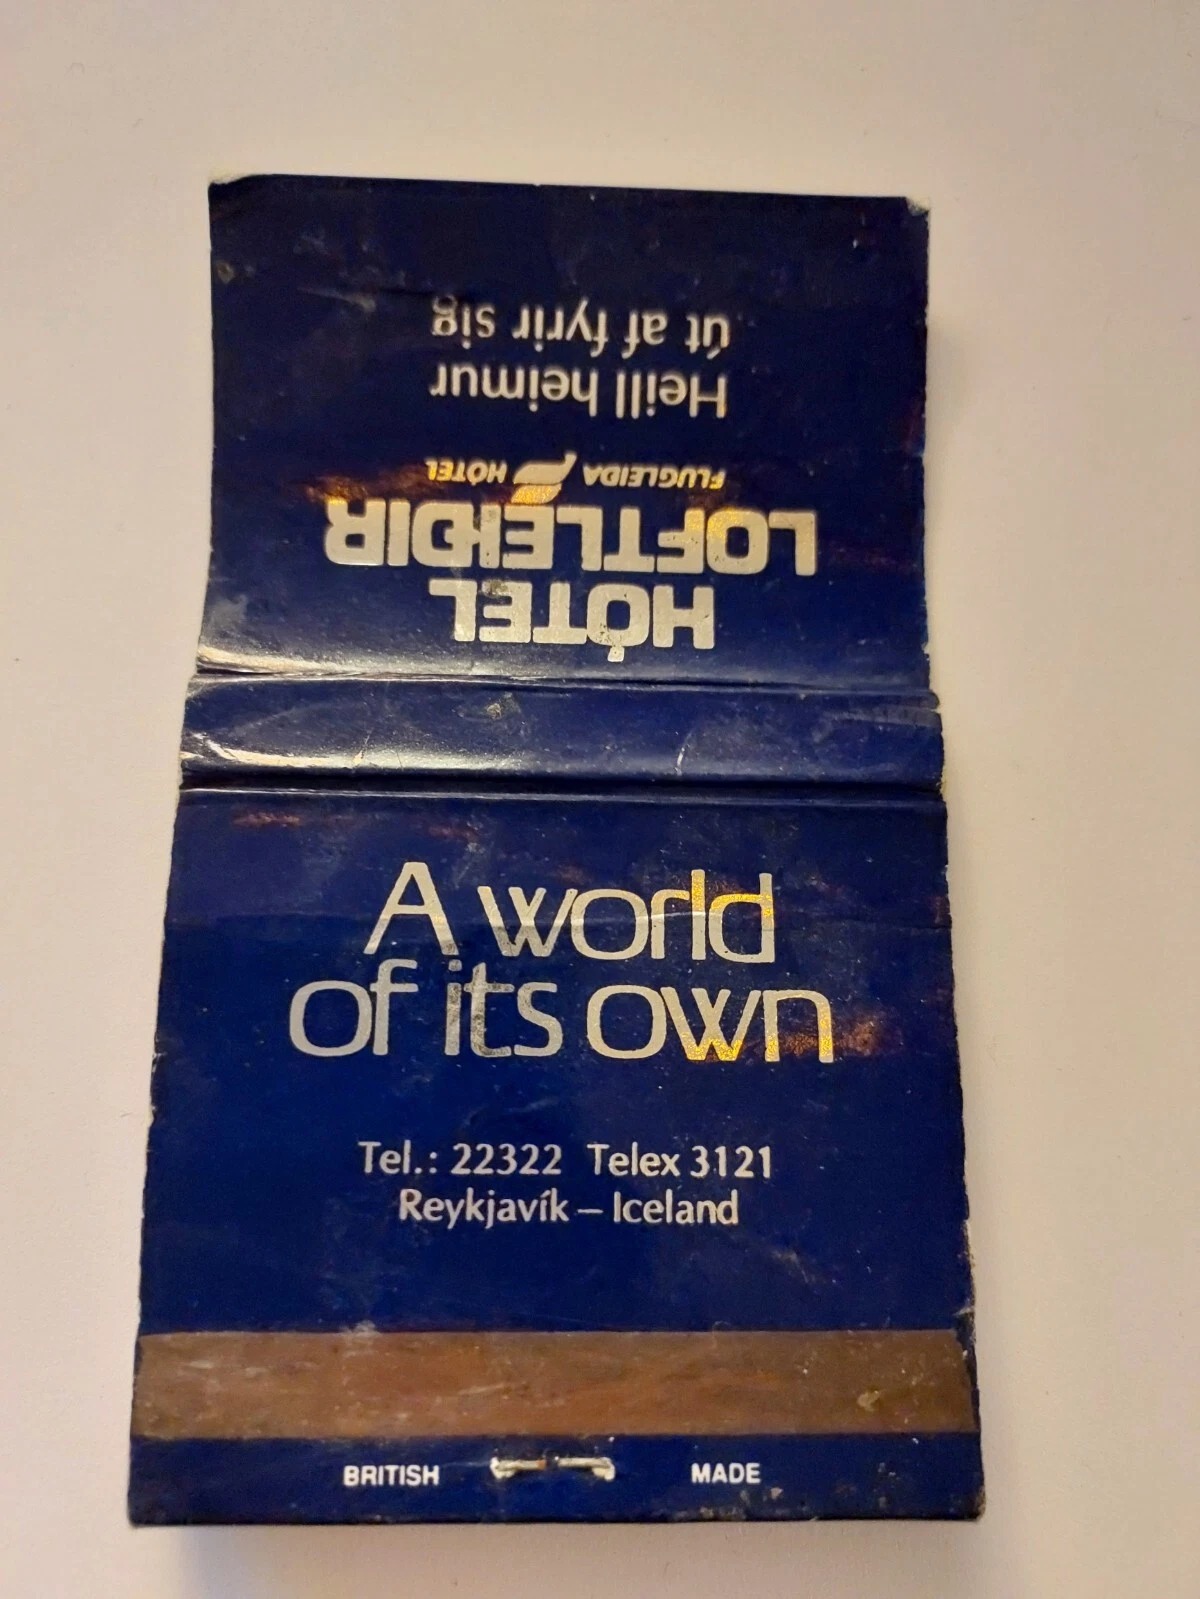 HÓTEL
LOFTLEIÐIR
FLUGLEIDA HÓTEL
Heill heimur
út af fyrir sig
A world
of its own
Tel.: 22322 Telex 3121
Reykjavík – Iceland
BRITISH MADE